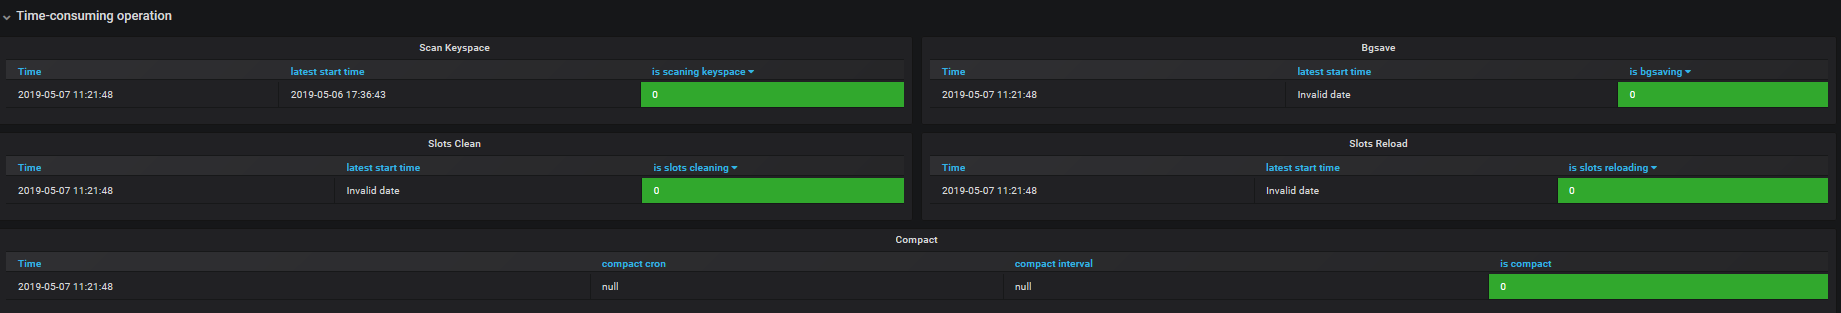 Time-consuming operation
Scan Keyspace
Time latest start time is scaning keyspace
2019-05-07 11:21:48 2019-05-06 17:36:43 0
Bgsave
Time latest start time is bgsaving
2019-05-07 11:21:48 Invalid date 0
Slots Clean
Time latest start time is slots cleaning
2019-05-07 11:21:48 Invalid date 0
Slots Reload
Time latest start time is slots reloading
2019-05-07 11:21:48 Invalid date 0
Compact
Time compact cron compact interval is compact
2019-05-07 11:21:48 null null 0